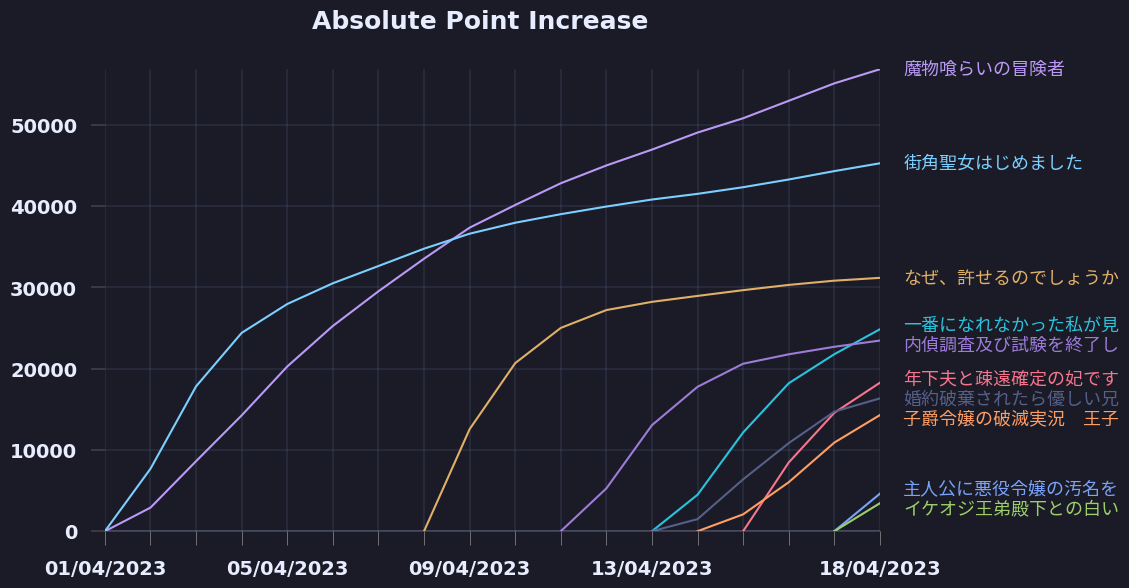 Absolute Point Increase
50000
40000
30000
20000
10000
0
魔物喰らいの冒険者
街角聖女はじめました
なぜ、許せるのでしょうか
一番になれなかった私が見
内偵調査及び試験を終了し
年下夫と疎遠確定の妃です
婚約破棄されたら優しい兄
子爵令嬢の破滅実況　王子
主人公に悪役令嬢の汚名を
イケオジ王弟殿下との白い
01/04/2023
05/04/2023
09/04/2023
13/04/2023
18/04/2023